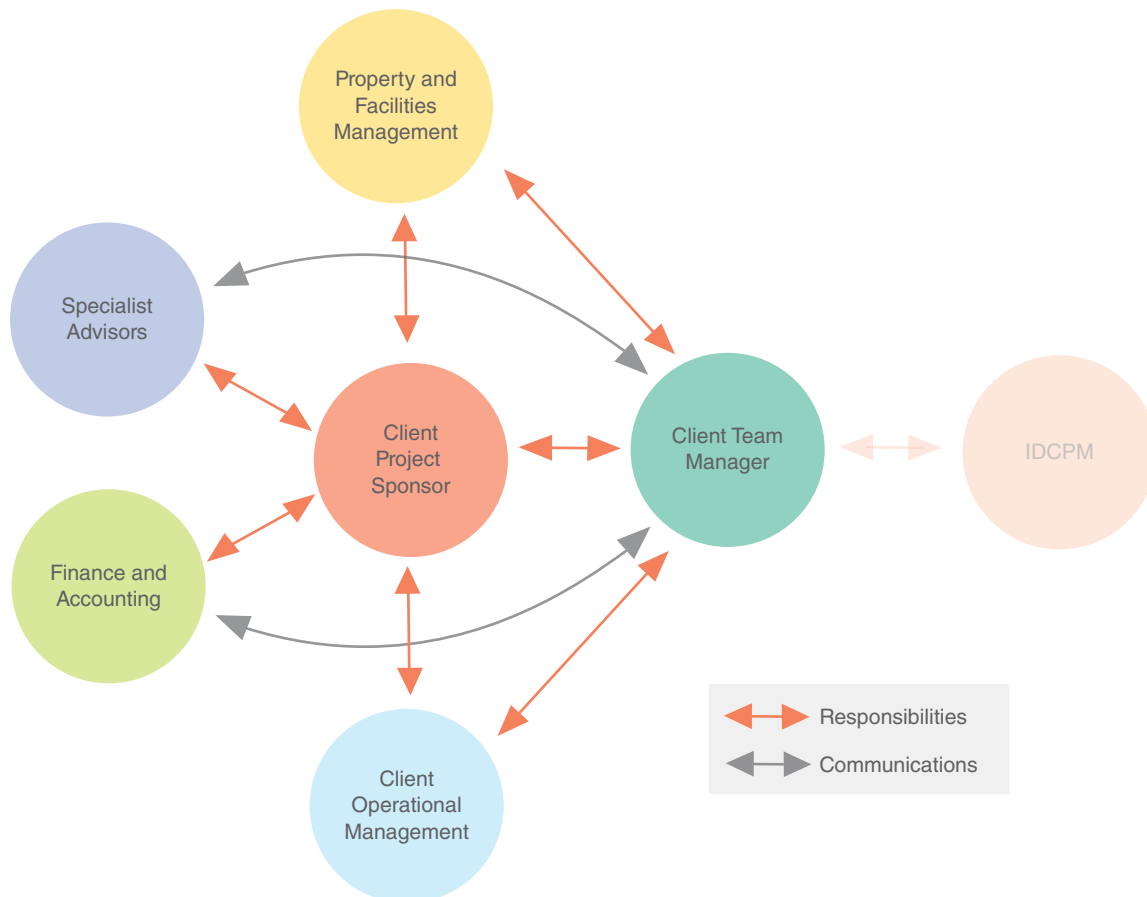 Property and
Facilities
Management
Specialist
Advisors
Client
Project
Sponsor
Client Team
Manager
IDCPM
Finance and
Accounting
Client
Operational
Management
Responsibilities
Communications